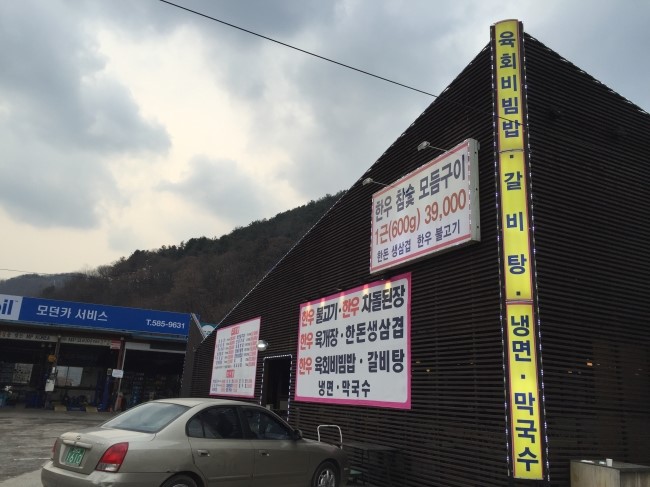 육회비빔밥·갈비탕·냉면·막국수
한우 참숯 모듬구이
1근(600g) 39,000
한돈 생삼겹 한우 불고기
한우 불고기·한우 차돌된장
한우 육개장·한돈생삼겹
한우 육회비빔밥·갈비탕
냉면·막국수
모던카 서비스
T.585-9631